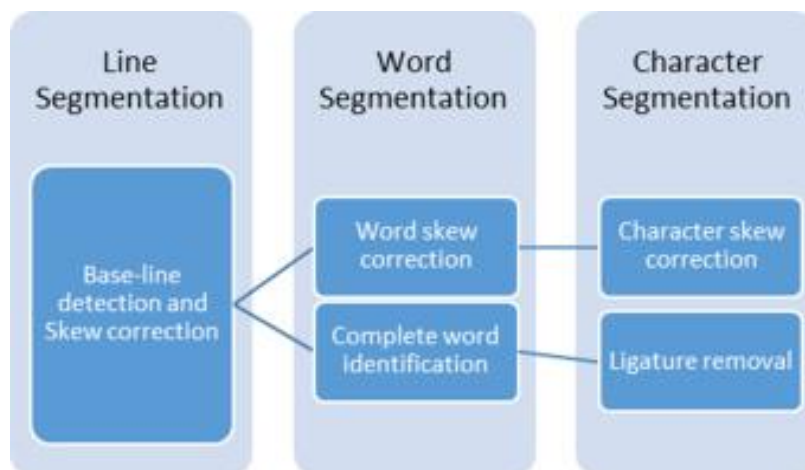 Line
Segmentation
Base-line
detection and
Skew correction
Word
Segmentation
Word skew
correction
Complete word
identification
Character
Segmentation
Character skew
correction
Ligature removal